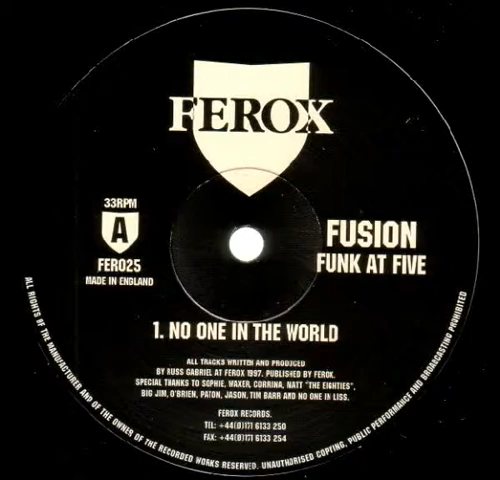 FEROX
33RPM
A
FER025
MADE IN ENGLAND
FUSION
FUNK AT FIVE
1. NO ONE IN THE WORLD
ALL TRACKS WRITTEN AND PRODUCED
BY RUSS GABRIEL AT FEROX 1997. PUBLISHED BY FEROX.
SPECIAL THANKS TO SOPHIE, WAXER, CORRINA, MATT "THE EIGHTIES",
BIG JIM, O'BRIEN, PATON, JASON, TIM BARR AND NO ONE IN LISS.
FEROX RECORDS.
TEL: +44(0)171 6133 250
FAX: +44(0)171 6133 254
ALL RIGHTS OF THE MANUFACTURER AND OF THE OWNER OF THE RECORDED WORKS RESERVED. UNAUTHORISED COPYING, PUBLIC PERFORMANCE AND BROADCASTING PROHIBITED